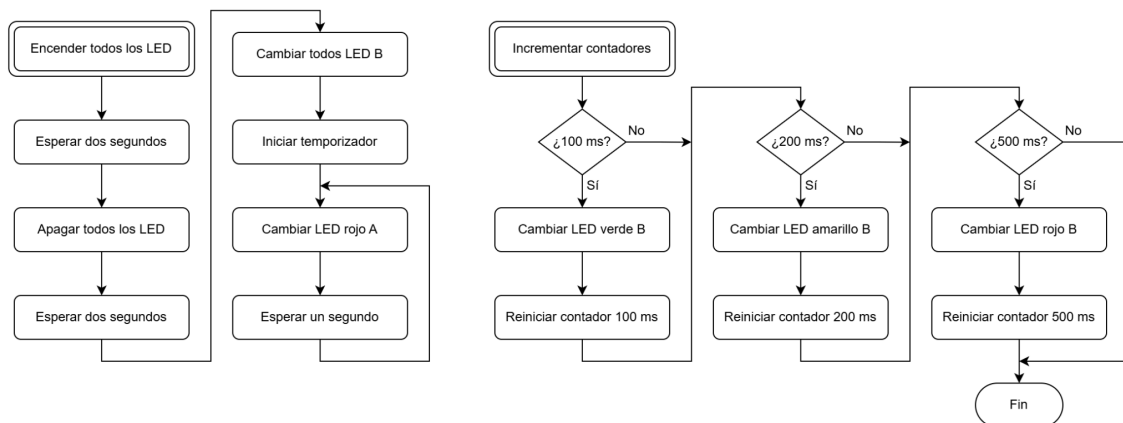 Encender todos los LED
Esperar dos segundos
Apagar todos los LED
Esperar dos segundos
Cambiar todos LED B
Iniciar temporizador
Cambiar LED rojo A
Esperar un segundo
Incrementar contadores
¿100 ms?
No
Sí
Cambiar LED verde B
Reiniciar contador 100 ms
¿200 ms?
No
Sí
Cambiar LED amarillo B
Reiniciar contador 200 ms
¿500 ms?
No
Sí
Cambiar LED rojo B
Reiniciar contador 500 ms
Fin